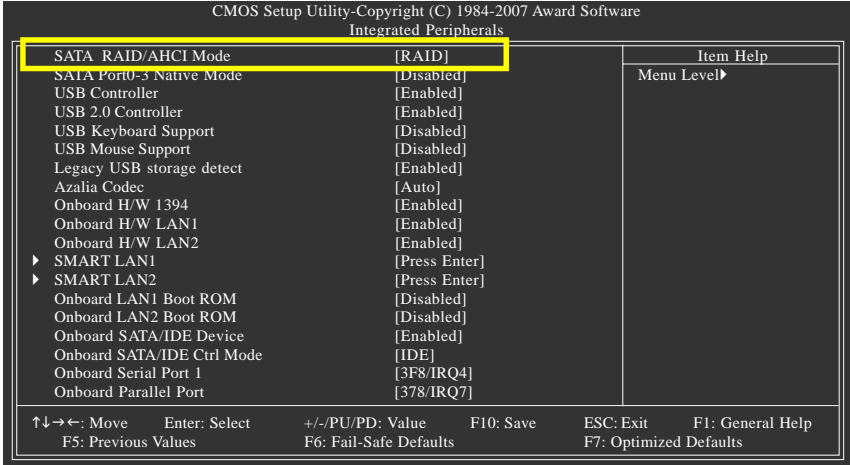 CMOS Setup Utility-Copyright (C) 1984-2007 Award Software
Integrated Peripherals
SATA RAID/AHCI Mode [RAID] Item Help
SATA Port0-3 Native Mode [Disabled] Menu Level
USB Controller [Enabled]
USB 2.0 Controller [Enabled]
USB Keyboard Support [Disabled]
USB Mouse Support [Disabled]
Legacy USB storage detect [Enabled]
Azalia Codec [Auto]
Onboard H/W 1394 [Enabled]
Onboard H/W LAN1 [Enabled]
Onboard H/W LAN2 [Enabled]
SMART LAN1 [Press Enter]
SMART LAN2 [Press Enter]
Onboard LAN1 Boot ROM [Disabled]
Onboard LAN2 Boot ROM [Disabled]
Onboard SATA/IDE Device [Enabled]
Onboard SATA/IDE Ctrl Mode [IDE]
Onboard Serial Port 1 [3F8/IRQ4]
Onboard Parallel Port [378/IRQ7]
↑↓→←: Move Enter: Select +/-/PU/PD: Value F10: Save ESC: Exit F1: General Help
F5: Previous Values F6: Fail-Safe Defaults F7: Optimized Defaults